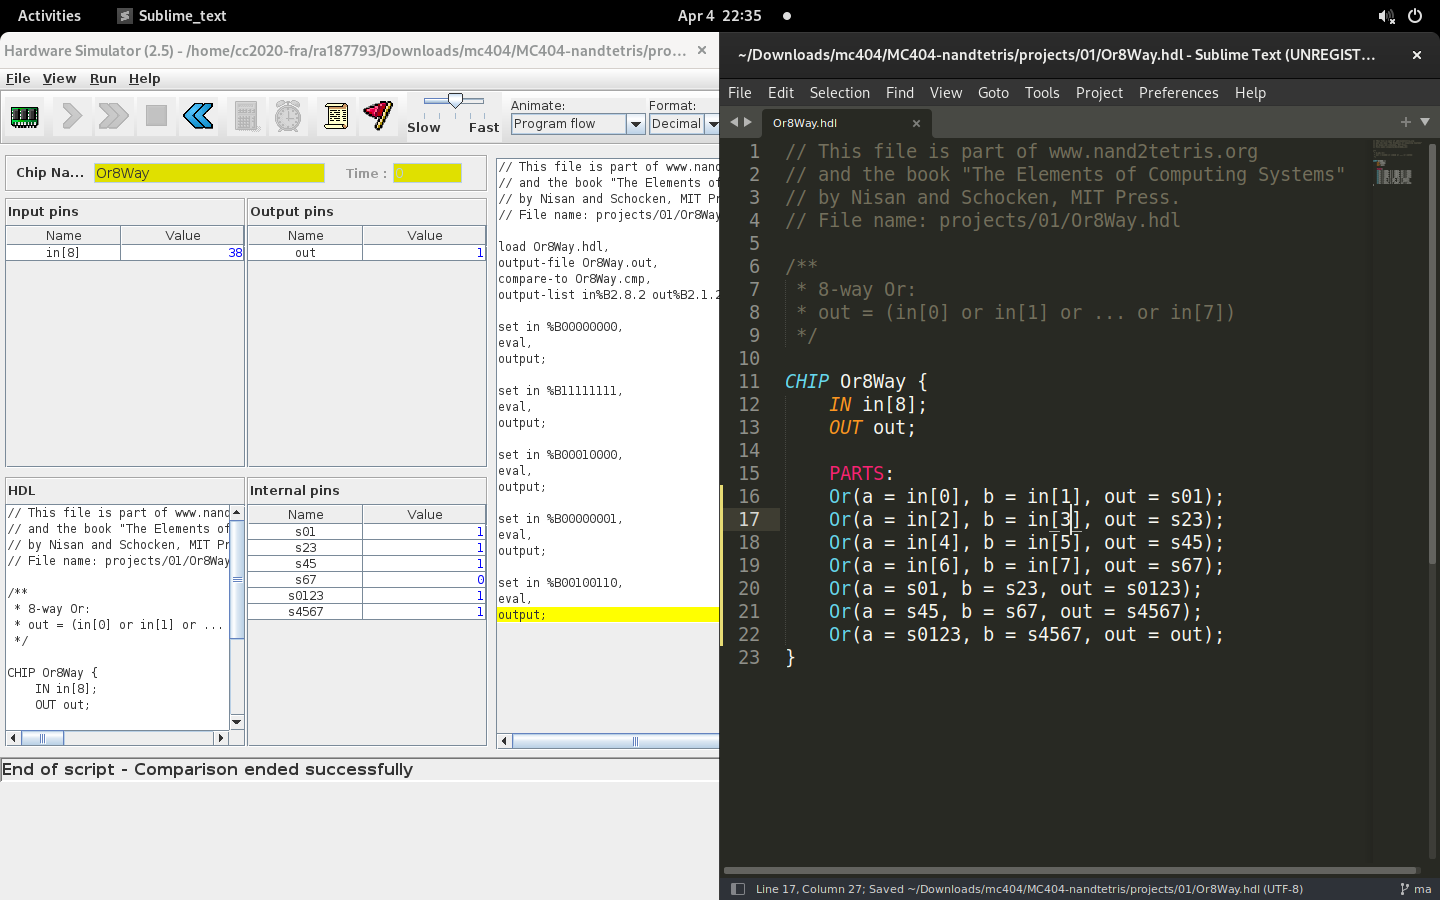 Activities
Sublime_text
Apr 4 22:35
Hardware Simulator (2.5) - /home/cc2020-fra/ra187793/Downloads/mc404/MC404-nandtetris/pro...
File View Run Help
Slow Fast
Animate:
Program flow
Format:
Decimal
Chip Na...
Or8Way
Time :
0
Input pins
Name Value
in[8] 38
Output pins
Name Value
out 1
HDL
// This file is part of www.nand
// and the book "The Elements of
// by Nisan and Schocken, MIT Pr
// File name: projects/01/Or8Way
/**
* 8-way Or:
* out = (in[0] or in[1] or ...
*/
CHIP Or8Way {
IN in[8];
OUT out;
Internal pins
Name Value
s01 1
s23 1
s45 1
s67 0
s0123 1
s4567 1
// This file is part of www.nand
// and the book "The Elements of
// by Nisan and Schocken, MIT Pr
// File name: projects/01/Or8Way
load Or8Way.hdl,
output-file Or8Way.out,
compare-to Or8Way.cmp,
output-list in%B2.8.2 out%B2.1.2
set in %B00000000,
eval,
output;
set in %B11111111,
eval,
output;
set in %B00010000,
eval,
output;
set in %B00000001,
eval,
output;
set in %B00100110,
eval,
output;
End of script - Comparison ended successfully
~/Downloads/mc404/MC404-nandtetris/projects/01/Or8Way.hdl - Sublime Text (UNREGIST...
File Edit Selection Find View Goto Tools Project Preferences Help
Or8Way.hdl
1 // This file is part of www.nand2tetris.org
2 // and the book "The Elements of Computing Systems"
3 // by Nisan and Schocken, MIT Press.
4 // File name: projects/01/Or8Way.hdl
5
6 /**
7 * 8-way Or:
8 * out = (in[0] or in[1] or ... or in[7])
9 */
10
11 CHIP Or8Way {
12 IN in[8];
13 OUT out;
14
15 PARTS:
16 Or(a = in[0], b = in[1], out = s01);
17 Or(a = in[2], b = in[3], out = s23);
18 Or(a = in[4], b = in[5], out = s45);
19 Or(a = in[6], b = in[7], out = s67);
20 Or(a = s01, b = s23, out = s0123);
21 Or(a = s45, b = s67, out = s4567);
22 Or(a = s0123, b = s4567, out = out);
23 }
Line 17, Column 27; Saved ~/Downloads/mc404/MC404-nandtetris/projects/01/Or8Way.hdl (UTF-8)
ma